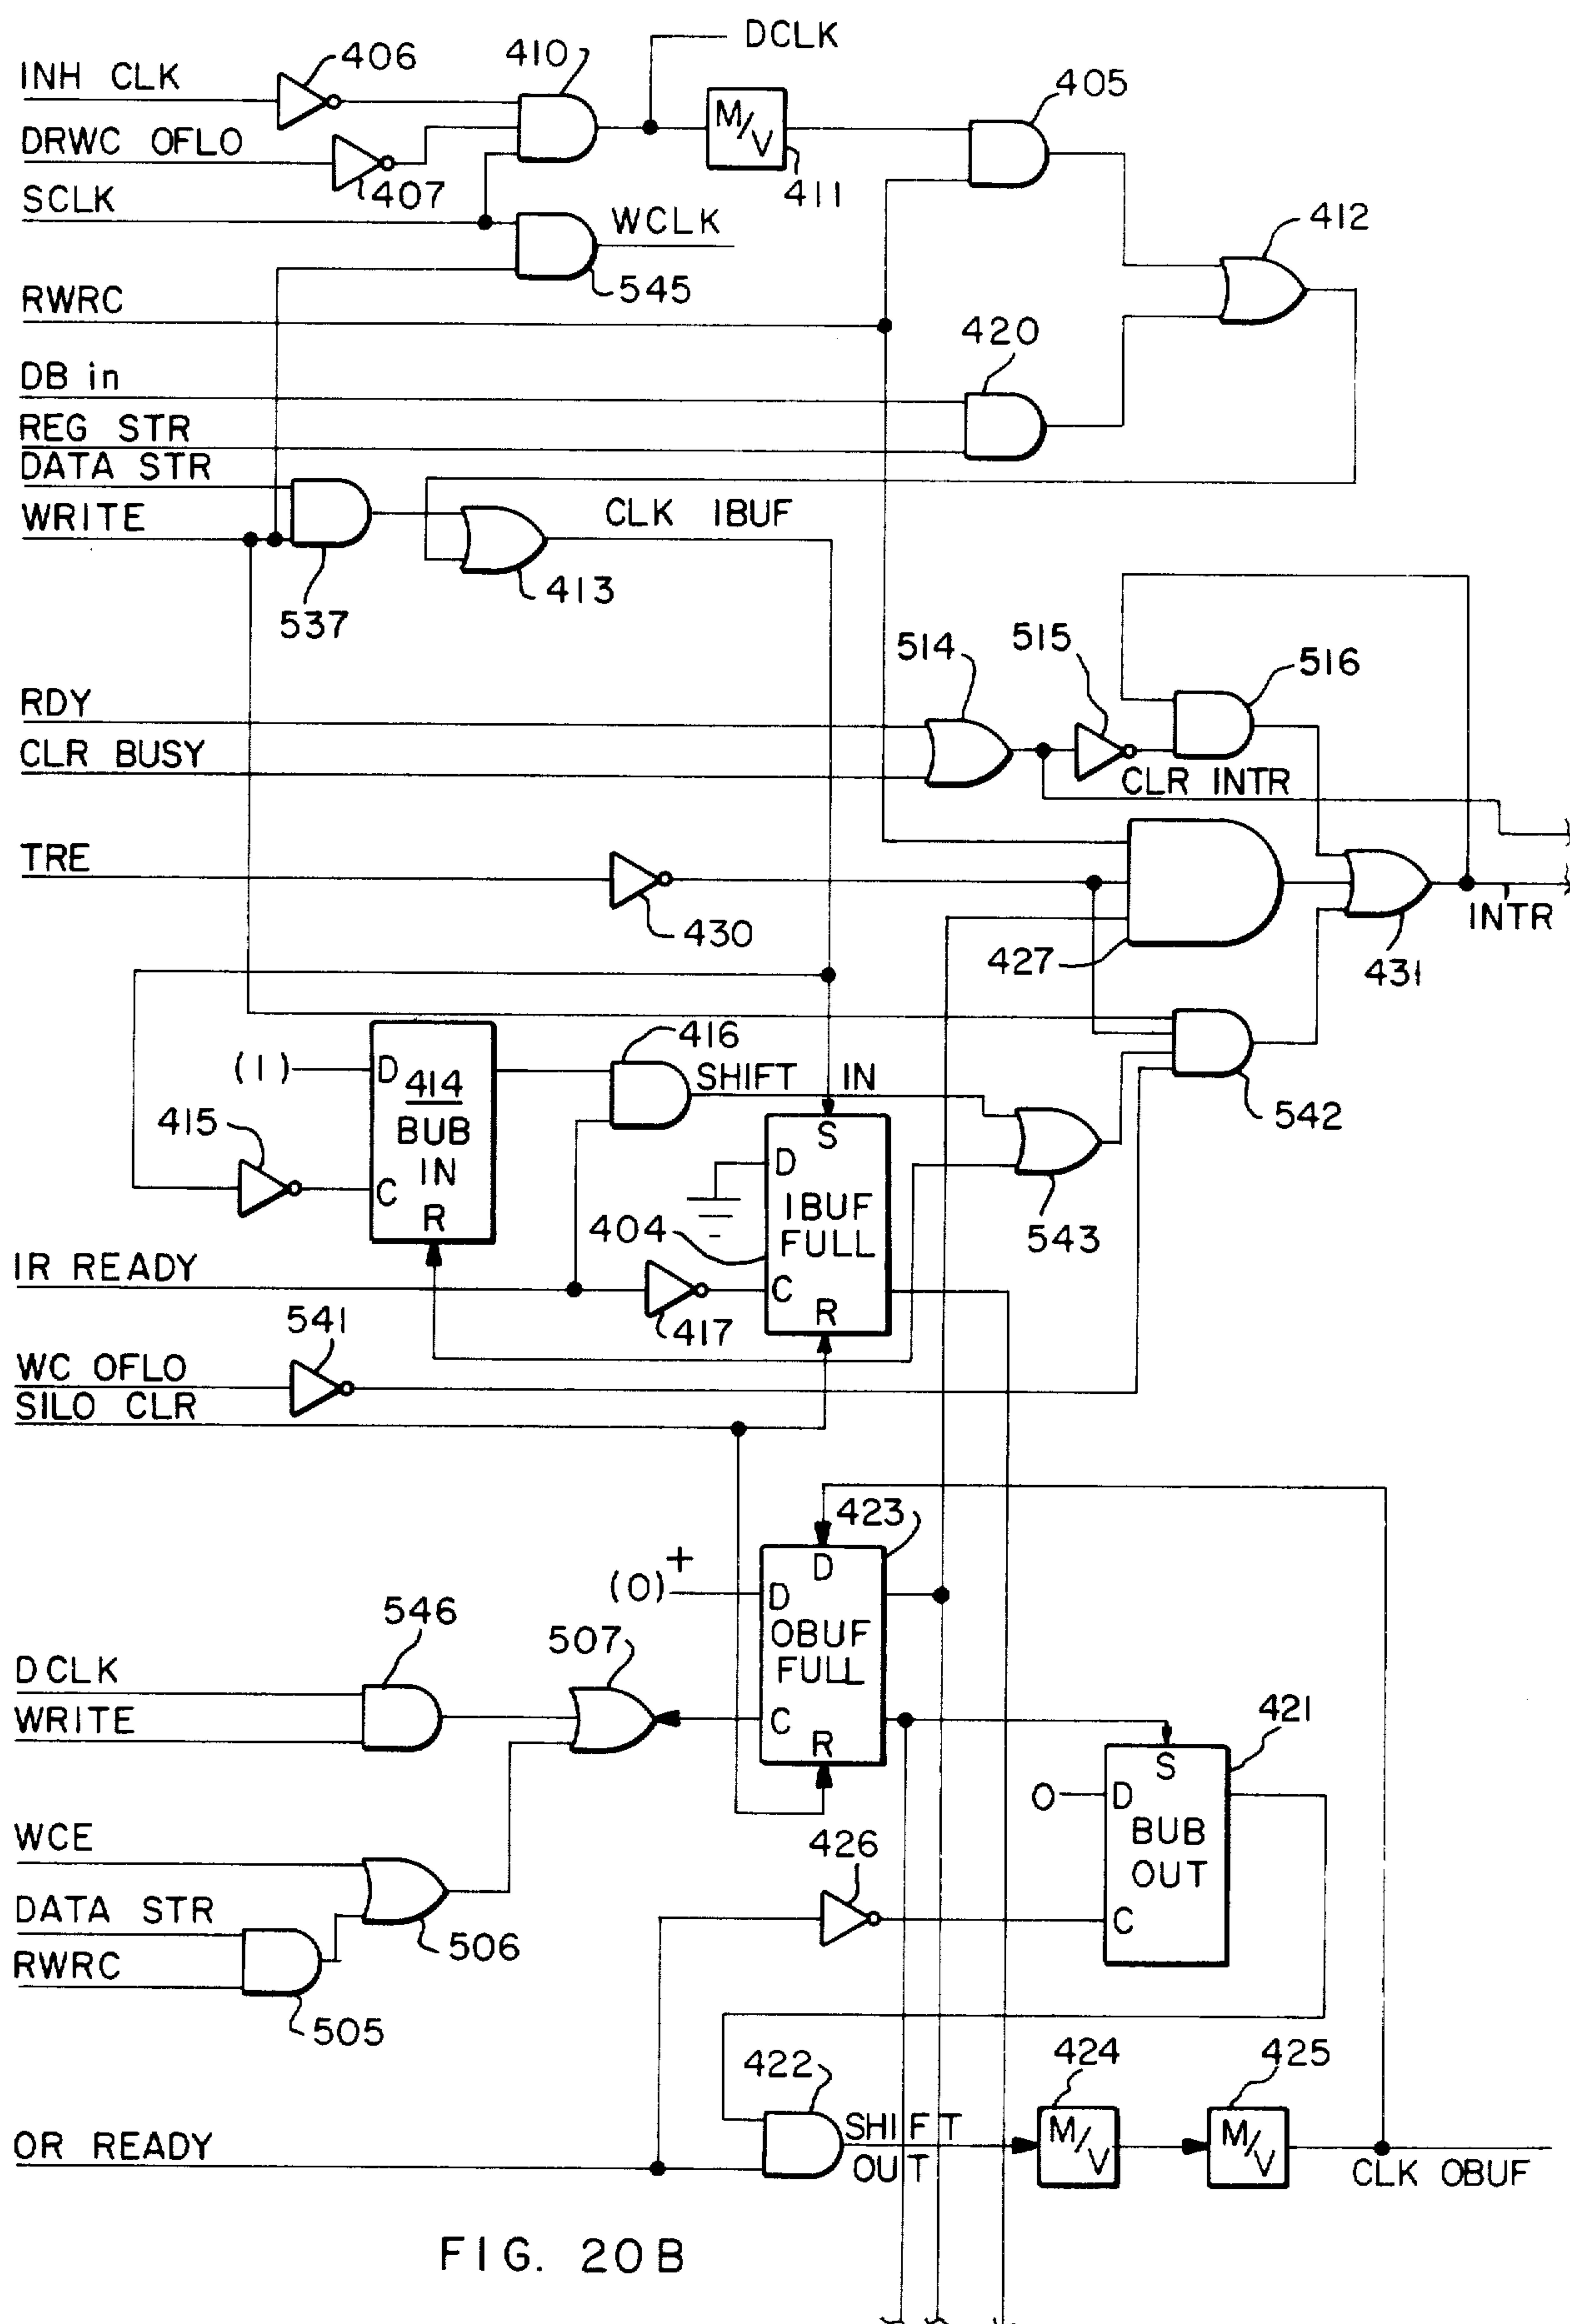 DCLK
INH CLK
406
410
405
DRWC OFLO
M/V
407
411
SCLK
WCLK
412
545
RWRC
420
DB in
REG STR
DATA STR
WRITE
CLK IBUF
537
413
514
515
516
RDY
CLR BUSY
CLR INTR
TRE
430
427
431
INTR
416
(1)
D
414
BUB
IN
C
R
SHIFT IN
542
415
S
D
IBUF
FULL
C
R
404
543
IR READY
417
541
WC OFLO
SILO CLR
423
+
(0)
D
D
OBUF
FULL
C
R
546
507
DCLK
WRITE
421
S
0
D
BUB
OUT
C
WCE
426
DATA STR
506
RWRC
505
422
424
425
OR READY
SHIFT
OUT
M/V
M/V
CLK OBUF
FIG. 20B